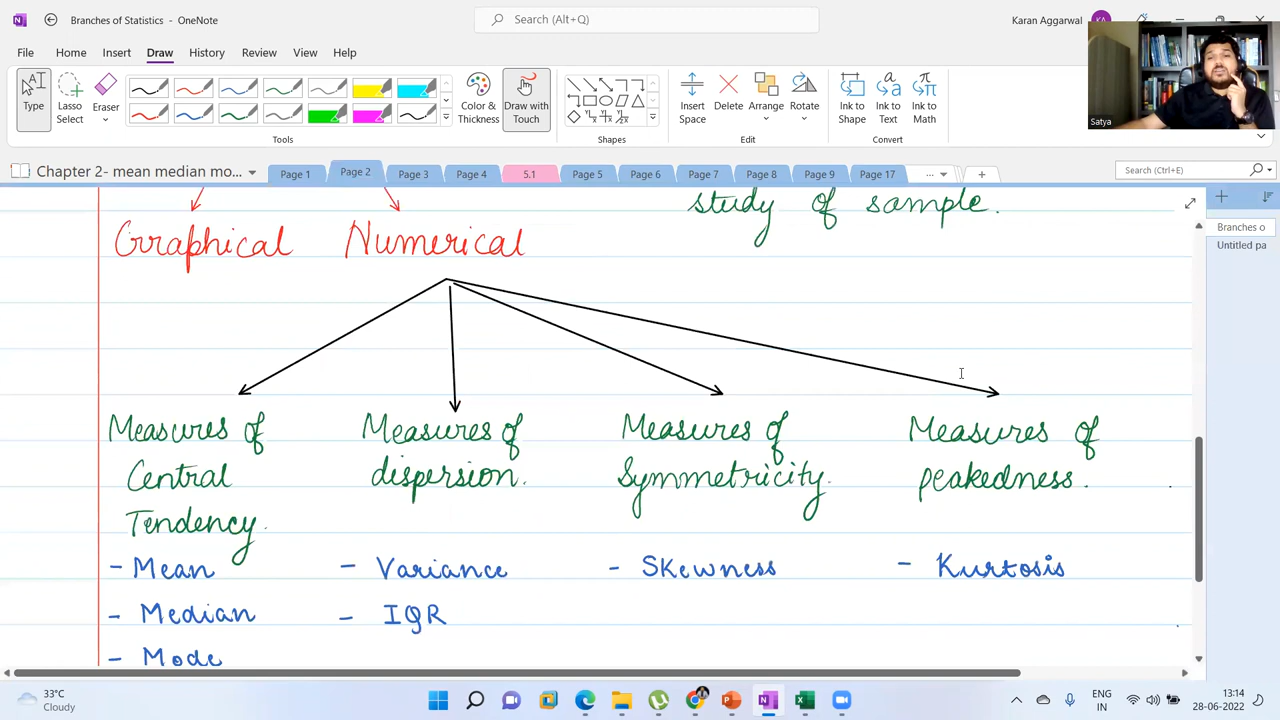 Branches of Statistics - OneNote
Search (Alt+Q)
Karan Aggarwal
KA
File Home Insert Draw History Review View Help
Type
Lasso Select
Eraser
Color & Thickness
Draw with Touch
Insert Space
Delete
Arrange
Rotate
Ink to Shape
Ink to Text
Ink to Math
Tools
Shapes
Edit
Convert
Satya
Chapter 2- mean median mo...
Page 1 Page 2 Page 3 Page 4 5.1 Page 5 Page 6 Page 7 Page 8 Page 9 Page 17 ...
Search (Ctrl+E)
Branches o
Untitled pa
study of sample.
Graphical Numerical
Measures of Central Tendency.
- Mean
- Median
- Mode
Measures of dispersion.
- Variance
- IQR
Measures of Symmetricity.
- Skewness
Measures of peakedness.
- Kurtosis
33°C
Cloudy
ENG
IN
13:14
28-06-2022